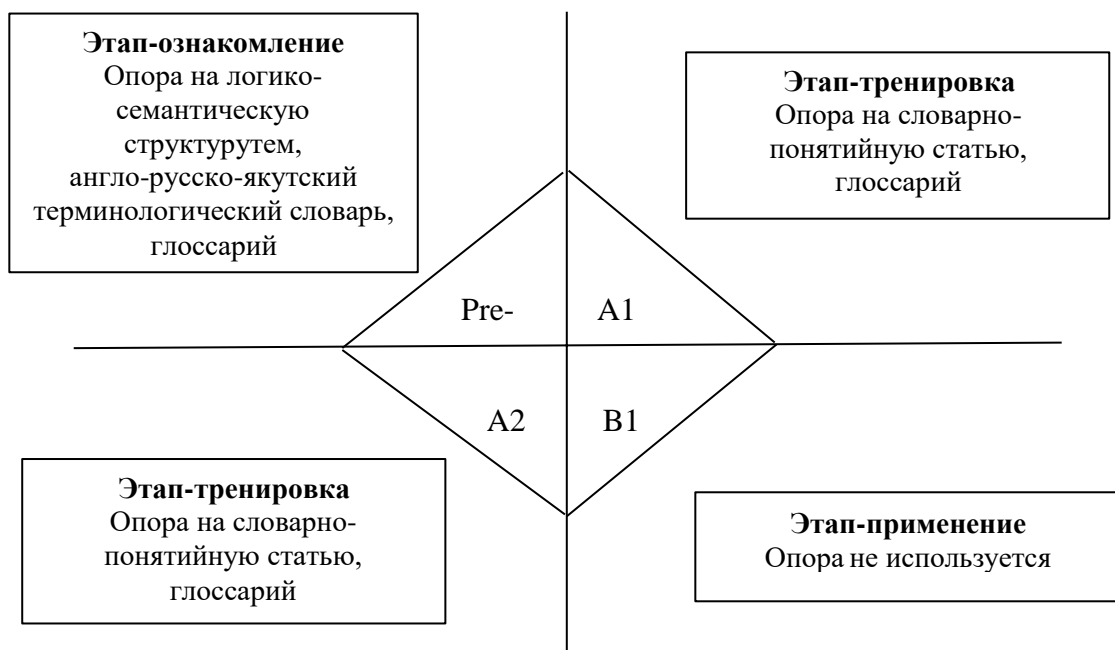 Этап-ознакомление
Опора на логико-
семантическую
структурутем,
англо-русско-якутский
терминологический словарь,
глоссарий
Этап-тренировка
Опора на словарно-
понятийную статью,
глоссарий
Pre-
A1
A2
B1
Этап-тренировка
Опора на словарно-
понятийную статью,
глоссарий
Этап-применение
Опора не используется